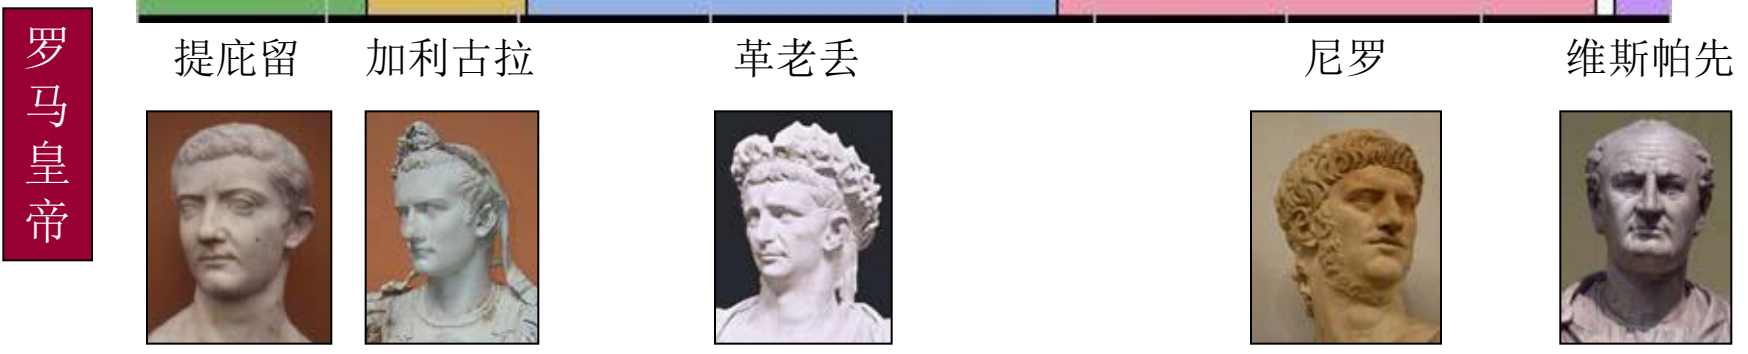 罗马皇帝
提庇留
加利古拉
革老丢
尼罗
维斯帕先